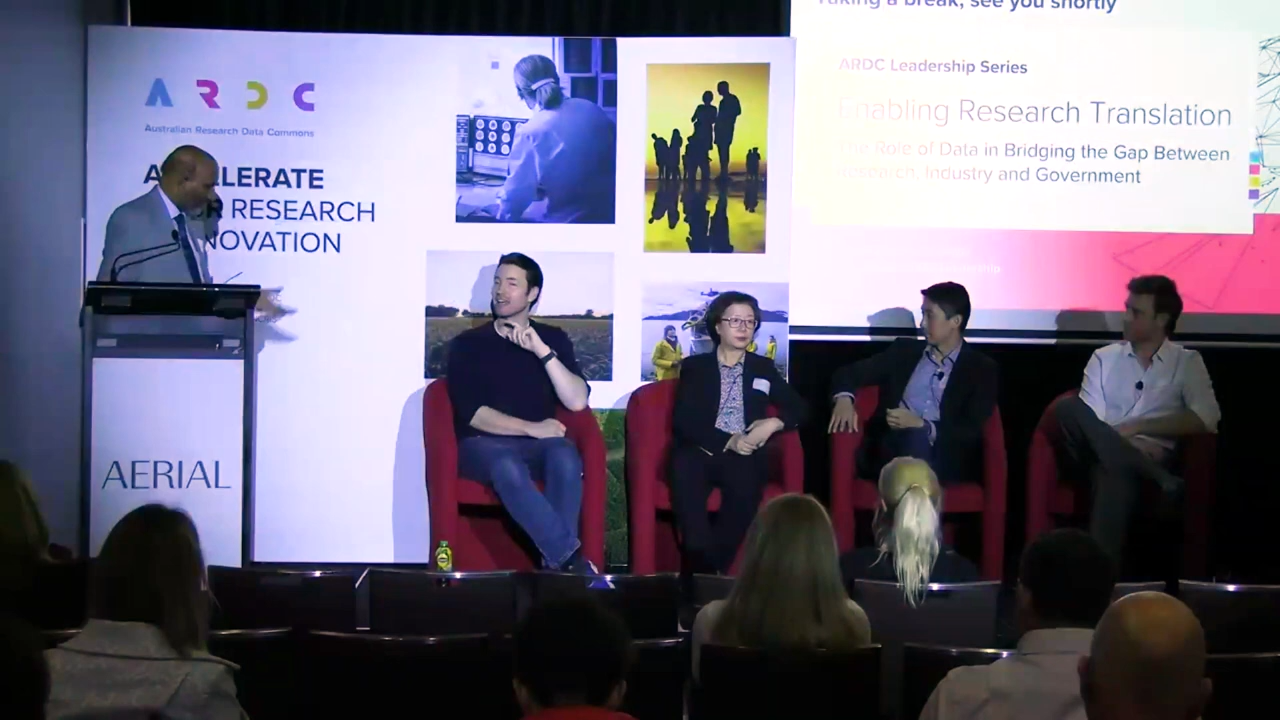 A R D C
Australian Research Data Commons
RESEARCH
Taking a break, see you shortly
ARDC Leadership Series
Enabling Research Translation
The Role of Data in Bridging the Gap Between
Research, Industry and Government
AERIAL